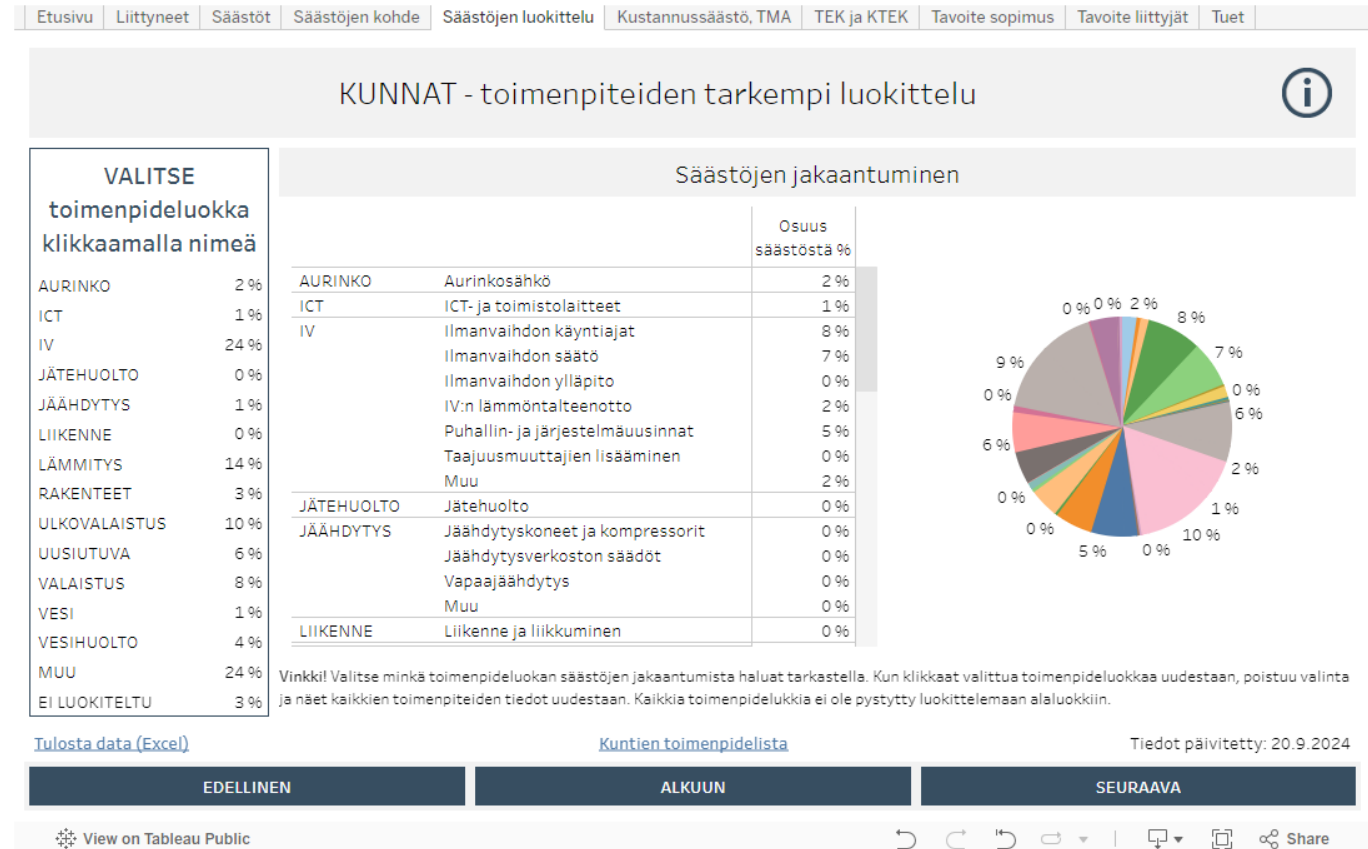 Etusivu Liittyneet Säästöt Säästöjen kohde Säästöjen luokittelu Kustannussäästö, TMA TEK ja KTEK Tavoite sopimus Tavoite liittyjät Tuet
KUNNAT - toimenpiteiden tarkempi luokittelu
VALITSE
toimenpideluokka
klikkaamalla nimeä
AURINKO 2 %
ICT 1 %
IV 24 %
JÄTEHUOLTO 0 %
JÄÄHDYTYS 1 %
LIIKENNE 0 %
LÄMMITYS 14 %
RAKENTEET 3 %
ULKOVALAISTUS 10 %
UUSIUTUVA 6 %
VALAISTUS 8 %
VESI 1 %
VESIHUOLTO 4 %
MUU 24 %
EI LUOKITELTU 3 %
Säästöjen jakaantuminen
Osuus
säästöstä %
AURINKO Aurinkosähkö 2 %
ICT ICT- ja toimistolaitteet 1 %
IV Ilmanvaihdon käyntiajat 8 %
Ilmanvaihdon säätö 7 %
Ilmanvaihdon ylläpito 0 %
IV:n lämmöntalteenotto 2 %
Puhallin- ja järjestelmäuusinnat 5 %
Taajuusmuuttajien lisääminen 0 %
Muu 2 %
JÄTEHUOLTO Jätehuolto 0 %
JÄÄHDYTYS Jäähdytyskoneet ja kompressorit 0 %
Jäähdytysverkoston säädöt 0 %
Vapaajäähdytys 0 %
Muu 0 %
LIIKENNE Liikenne ja liikkuminen 0 %
0 % 0 % 2 %
8 %
7 %
0 %
6 %
2 %
1 %
10 %
0 %
5 %
0 %
0 %
6 %
0 %
9 %
Vinkki! Valitse minkä toimenpideluokan säästöjen jakaantumista haluat tarkastella. Kun klikkaat valittua toimenpideluokkaa uudestaan, poistuu valinta
ja näet kaikkien toimenpiteiden tiedot uudestaan. Kaikkia toimenpidelukkia ei ole pystytty luokittelemaan alaluokkiin.
Tulosta data (Excel) Kuntien toimenpidelista Tiedot päivitetty: 20.9.2024
EDELLINEN ALKUUN SEURAAVA
View on Tableau Public Share